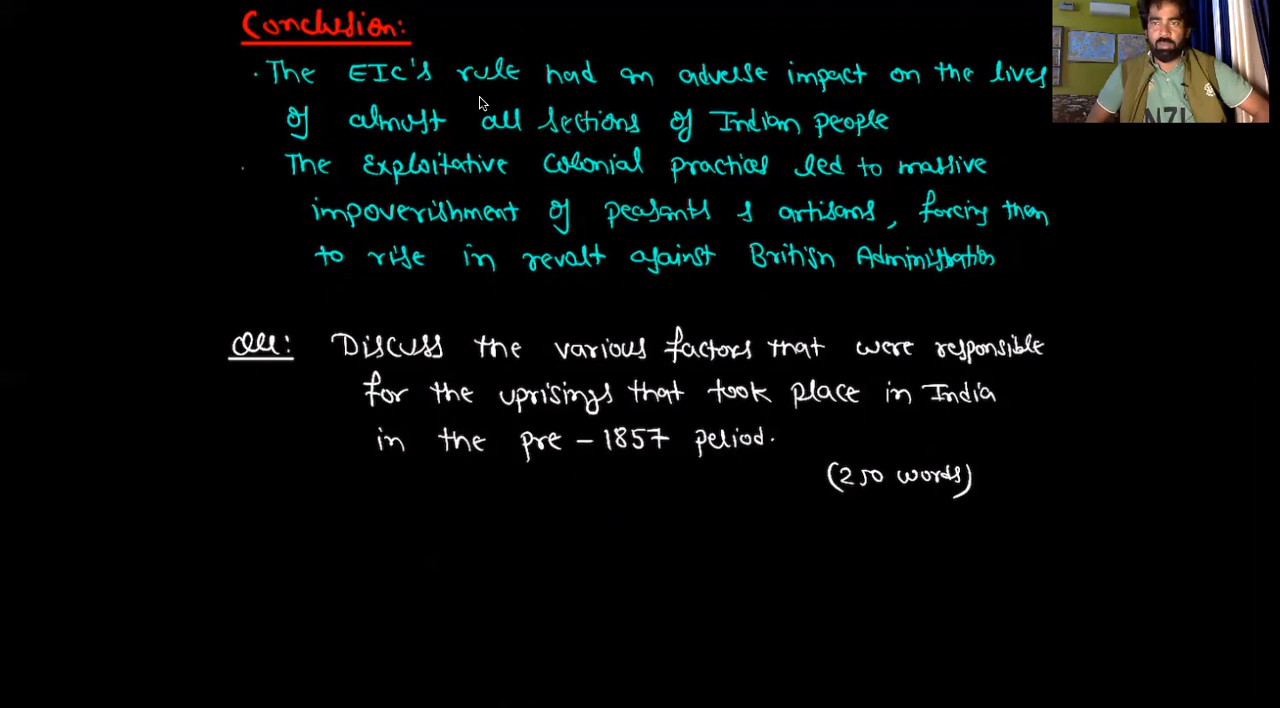 Conclusion:
· The EIC's rule had an adverse impact on the lives
of almost all sections of Indian people
· The Exploitative Colonial practices led to massive
impoverishment of peasants & artisans, forcing them
to rise in revolt against British Administration
Que: Discuss the various factors that were responsible
for the uprisings that took place in India
in the pre - 1857 period.
(250 words)